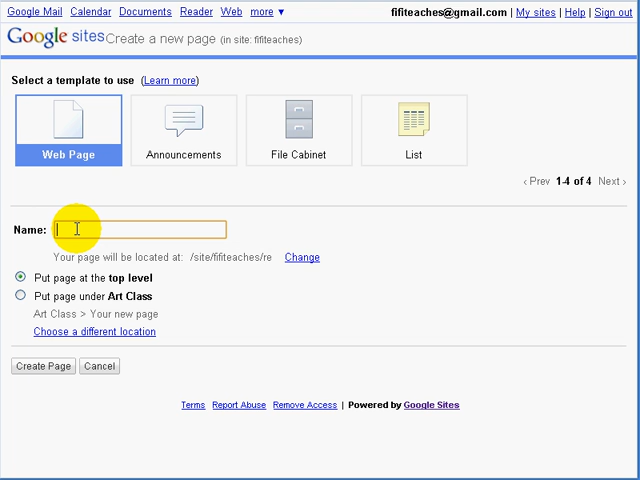 Google Mail Calendar Documents Reader Web more ▼ fifiteaches@gmail.com | My sites | Help | Sign out
Google sites Create a new page (in site: fifiteaches)
Select a template to use (Learn more)
Web Page Announcements File Cabinet List
‹ Prev 1-4 of 4 Next ›
Name:
Your page will be located at: /site/fifiteaches/re Change
Put page at the top level
Put page under Art Class
Art Class > Your new page
Choose a different location
Create Page Cancel
Terms Report Abuse Remove Access | Powered by Google Sites